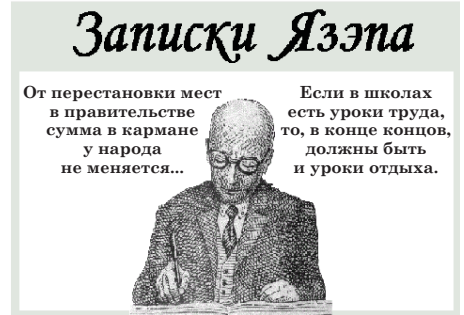 Записки Язэпа
От перестановки мест
в правительстве
сумма в кармане
у народа
не меняется...
Если в школах
есть уроки труда,
то, в конце концов,
должны быть
и уроки отдыха.